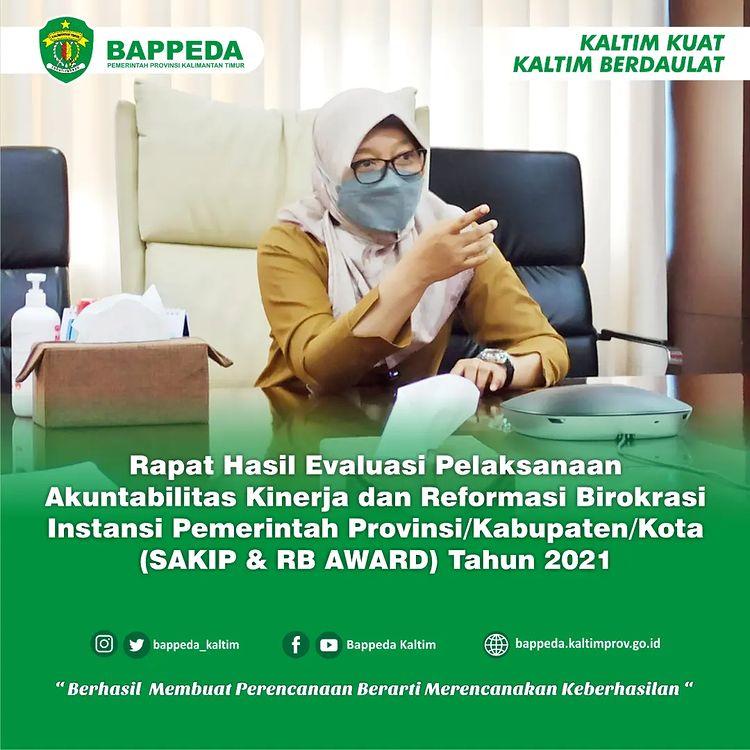 BAPPEDA
PEMERINTAH PROVINSI KALIMANTAN TIMUR
KALTIM KUAT
KALTIM BERDAULAT
Rapat Hasil Evaluasi Pelaksanaan
Akuntabilitas Kinerja dan Reformasi Birokrasi
Instansi Pemerintah Provinsi/Kabupaten/Kota
(SAKIP & RB AWARD) Tahun 2021
bappeda_kaltim
Bappeda Kaltim
bappeda.kaltimprov.go.id
“ Berhasil Membuat Perencanaan Berarti Merencanakan Keberhasilan “